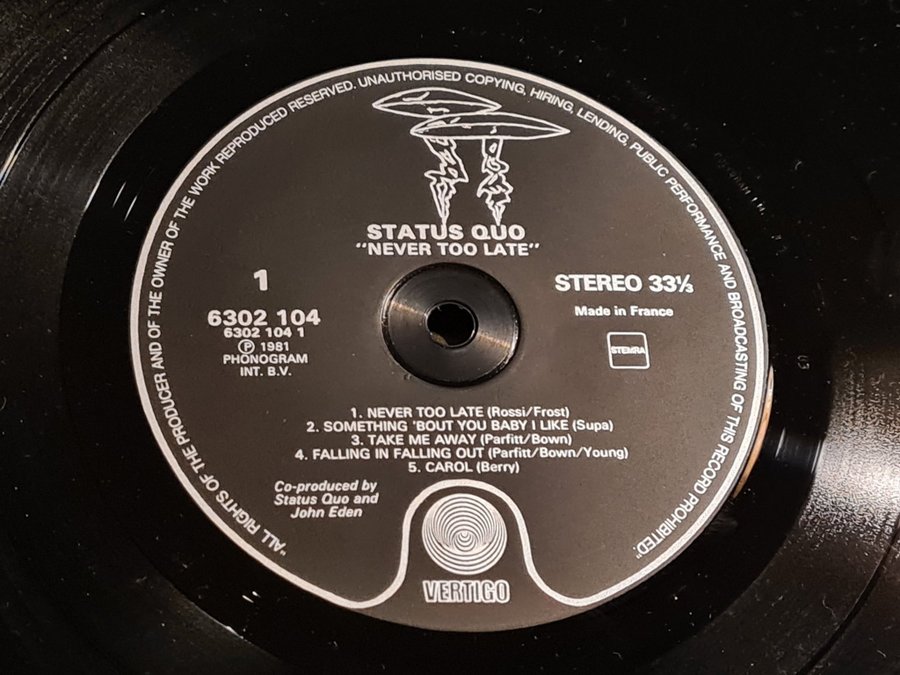 "ALL RIGHTS OF THE PRODUCER AND OF THE OWNER OF THE WORK REPRODUCED RESERVED. UNAUTHORISED COPYING, HIRING, LENDING, PUBLIC PERFORMANCE AND BROADCASTING OF THIS RECORD PROHIBITED."
STATUS QUO
"NEVER TOO LATE"
1
6302 104
6302 104 1
Ⓟ 1981
PHONOGRAM
INT. B.V.
STEREO 33⅓
Made in France
STEMRA
1. NEVER TOO LATE (Rossi/Frost)
2. SOMETHING 'BOUT YOU BABY I LIKE (Supa)
3. TAKE ME AWAY (Parfitt/Bown)
4. FALLING IN FALLING OUT (Parfitt/Bown/Young)
5. CAROL (Berry)
Co-produced by
Status Quo and
John Eden
VERTIGO